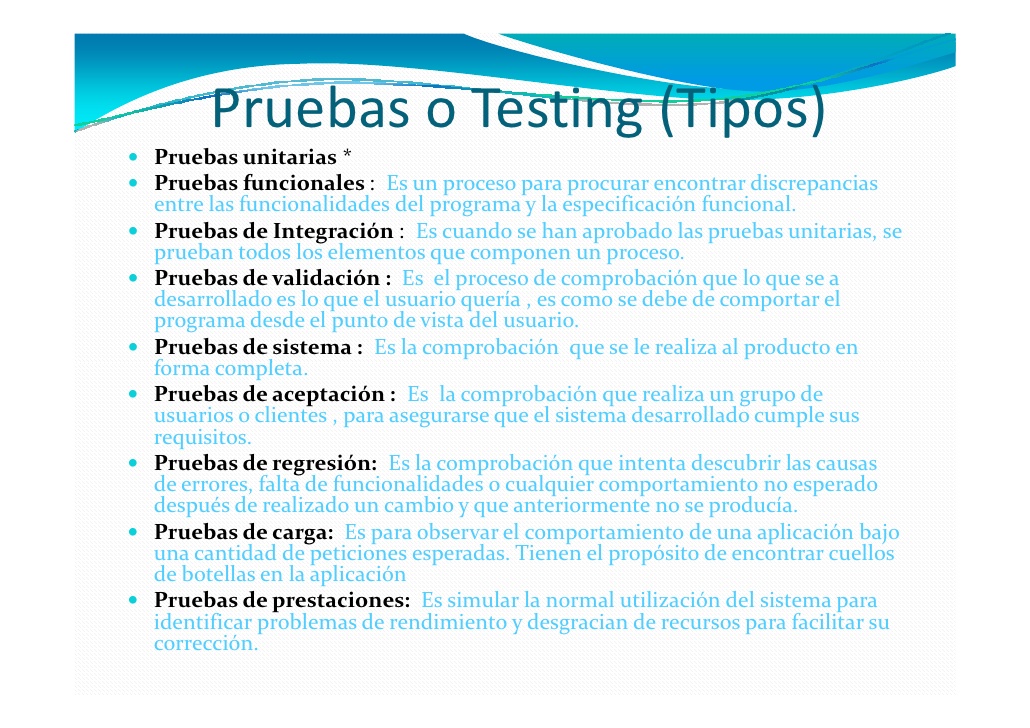 Pruebas o Testing (Tipos)
• Pruebas unitarias *
• Pruebas funcionales : Es un proceso para procurar encontrar discrepancias
entre las funcionalidades del programa y la especificación funcional.
• Pruebas de Integración : Es cuando se han aprobado las pruebas unitarias, se
prueban todos los elementos que componen un proceso.
• Pruebas de validación : Es el proceso de comprobación que lo que se a
desarrollado es lo que el usuario quería , es como se debe de comportar el
programa desde el punto de vista del usuario.
• Pruebas de sistema : Es la comprobación que se le realiza al producto en
forma completa.
• Pruebas de aceptación : Es la comprobación que realiza un grupo de
usuarios o clientes , para asegurarse que el sistema desarrollado cumple sus
requisitos.
• Pruebas de regresión: Es la comprobación que intenta descubrir las causas
de errores, falta de funcionalidades o cualquier comportamiento no esperado
después de realizado un cambio y que anteriormente no se producía.
• Pruebas de carga: Es para observar el comportamiento de una aplicación bajo
una cantidad de peticiones esperadas. Tienen el propósito de encontrar cuellos
de botellas en la aplicación
• Pruebas de prestaciones: Es simular la normal utilización del sistema para
identificar problemas de rendimiento y desgracian de recursos para facilitar su
corrección.